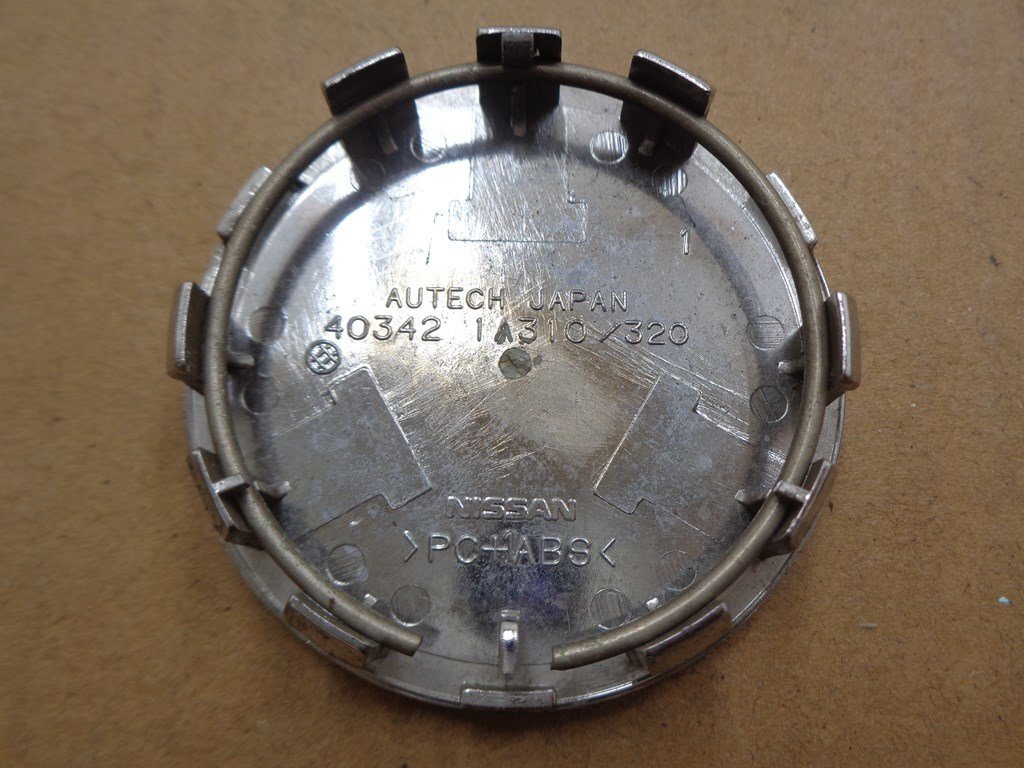 1
AUTECH JAPAN
40342 1A310/320
NISSAN
>PC+ABS<